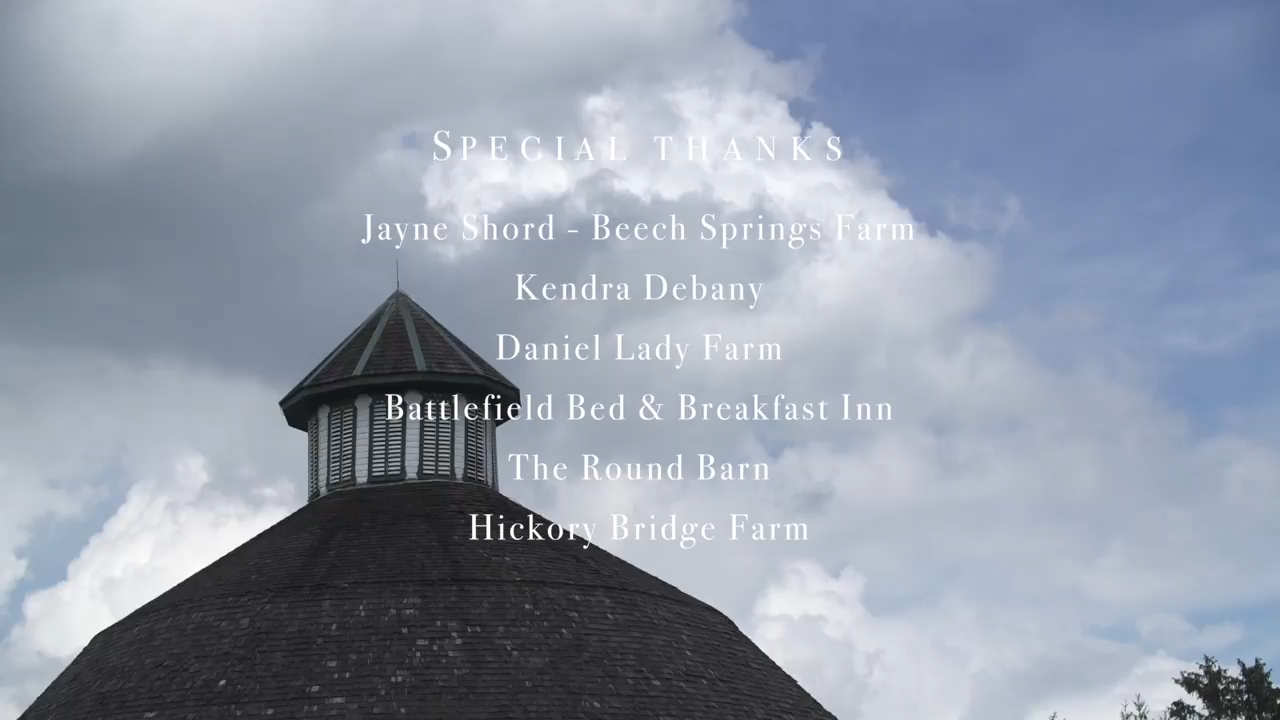 SPECIAL THANKS
Jayne Shord - Beech Springs Farm
Kendra Debany
Daniel Lady Farm
Battlefield Bed & Breakfast Inn
The Round Barn
Hickory Bridge Farm